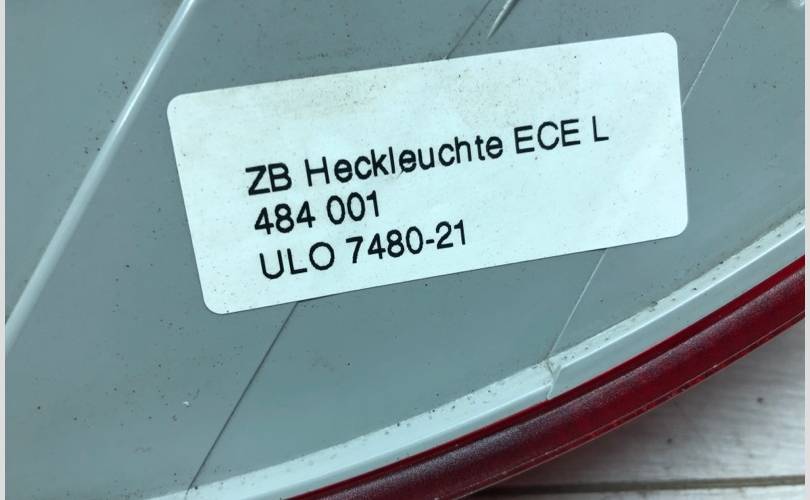 ZB Heckleuchte ECE L
484 001
ULO 7480-21